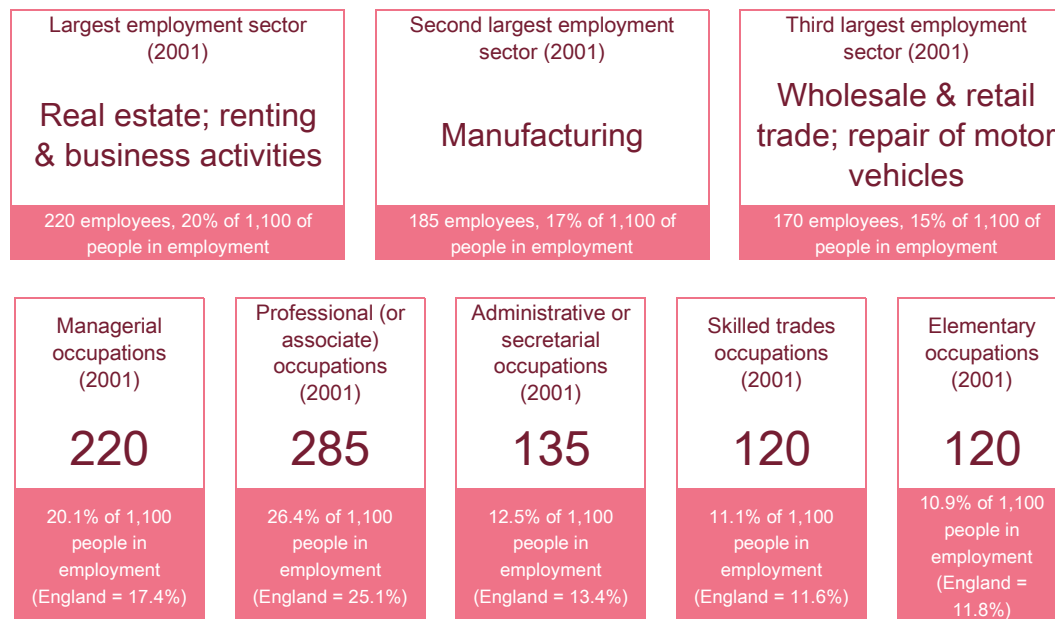 Largest employment sector
(2001)
Real estate; renting
& business activities
220 employees, 20% of 1,100 of
people in employment
Second largest employment
sector (2001)
Manufacturing
185 employees, 17% of 1,100 of
people in employment
Third largest employment
sector (2001)
Wholesale & retail
trade; repair of motor
vehicles
170 employees, 15% of 1,100 of
people in employment
Managerial
occupations
(2001)
220
20.1% of 1,100
people in
employment
(England = 17.4%)
Professional (or
associate)
occupations
(2001)
285
26.4% of 1,100
people in
employment
(England = 25.1%)
Administrative or
secretarial
occupations
(2001)
135
12.5% of 1,100
people in
employment
(England = 13.4%)
Skilled trades
occupations
(2001)
120
11.1% of 1,100
people in
employment
(England = 11.6%)
Elementary
occupations
(2001)
120
10.9% of 1,100
people in
employment
(England =
11.8%)